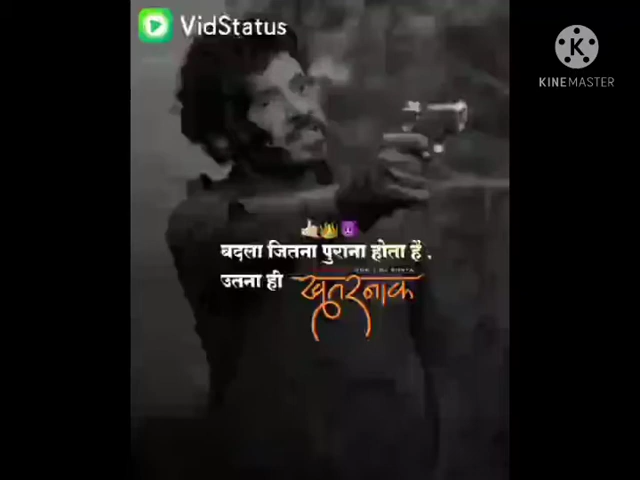 VidStatus
KINEMASTER
बदला जितना पुराना होता हैं .
उतना ही खतरनाक